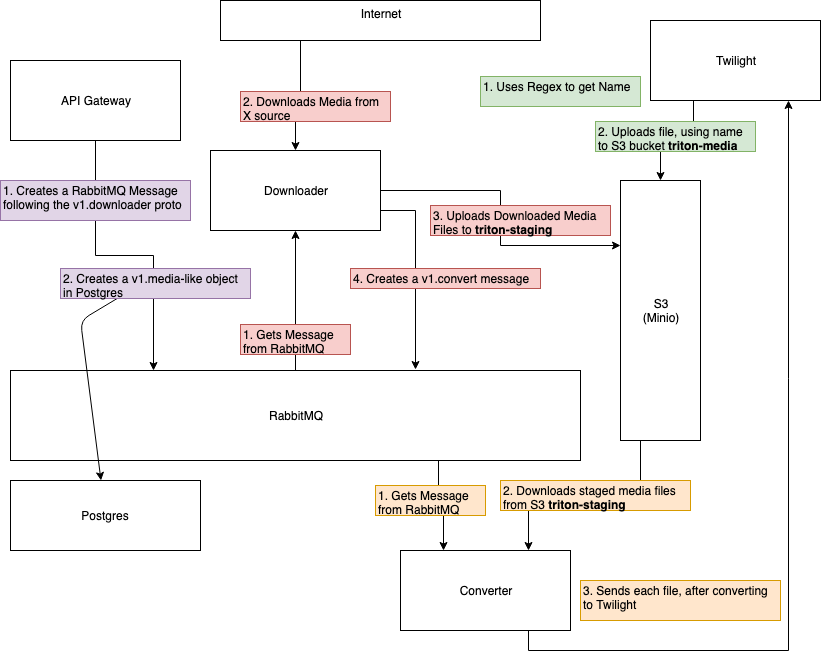 Internet
Twilight
API Gateway
1. Uses Regex to get Name
2. Downloads Media from
X source
2. Uploads file, using name
to S3 bucket triton-media
Downloader
1. Creates a RabbitMQ Message
following the v1.downloader proto
3. Uploads Downloaded Media
Files to triton-staging
2. Creates a v1.media-like object
in Postgres
4. Creates a v1.convert message
S3
(Minio)
1. Gets Message
from RabbitMQ
RabbitMQ
1. Gets Message
from RabbitMQ
2. Downloads staged media files
from S3 triton-staging
Postgres
Converter
3. Sends each file, after converting
to Twilight